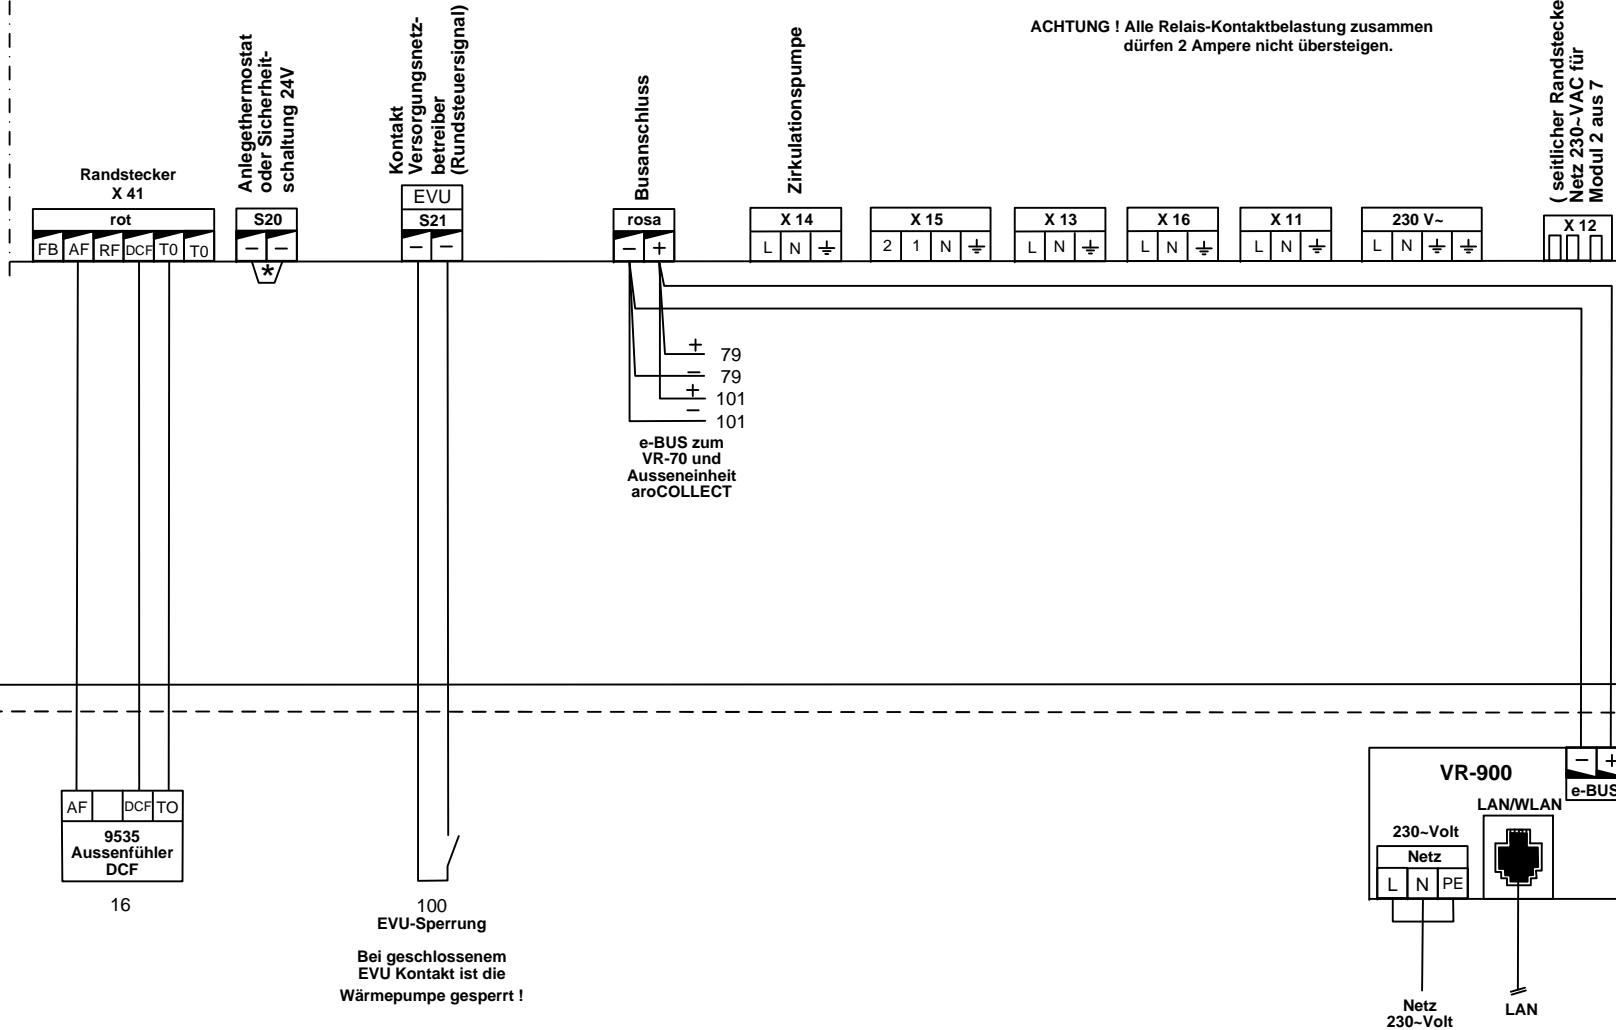 ACHTUNG ! Alle Relais-Kontaktbelastung zusammen
dürfen 2 Ampere nicht übersteigen.
Randstecker
X 41
rot
FB AF RF DCF T0 T0
Anlegethermostat
oder Sicherheit-
schaltung 24V
S20
– –
*
Kontakt
Versorgungsnetz-
betreiber
(Rundsteuersignal)
EVU
S21
– –
Busanschluss
rosa
– +
Zirkulationspumpe
X 14
L N
X 15
2 1 N
X 13
L N
X 16
L N
X 11
L N
230 V~
L N
( seitlicher Randstecke
Netz 230~VAC für
Modul 2 aus 7
X 12
+ 79
– 79
+ 101
– 101
e-BUS zum
VR-70 und
Ausseneinheit
aroCOLLECT
AF DCF TO
9535
Aussenfühler
DCF
16
100
EVU-Sperrung
Bei geschlossenem
EVU Kontakt ist die
Wärmepumpe gesperrt !
VR-900
– +
e-BUS
LAN/WLAN
230~Volt
Netz
L N PE
Netz
230~Volt
LAN